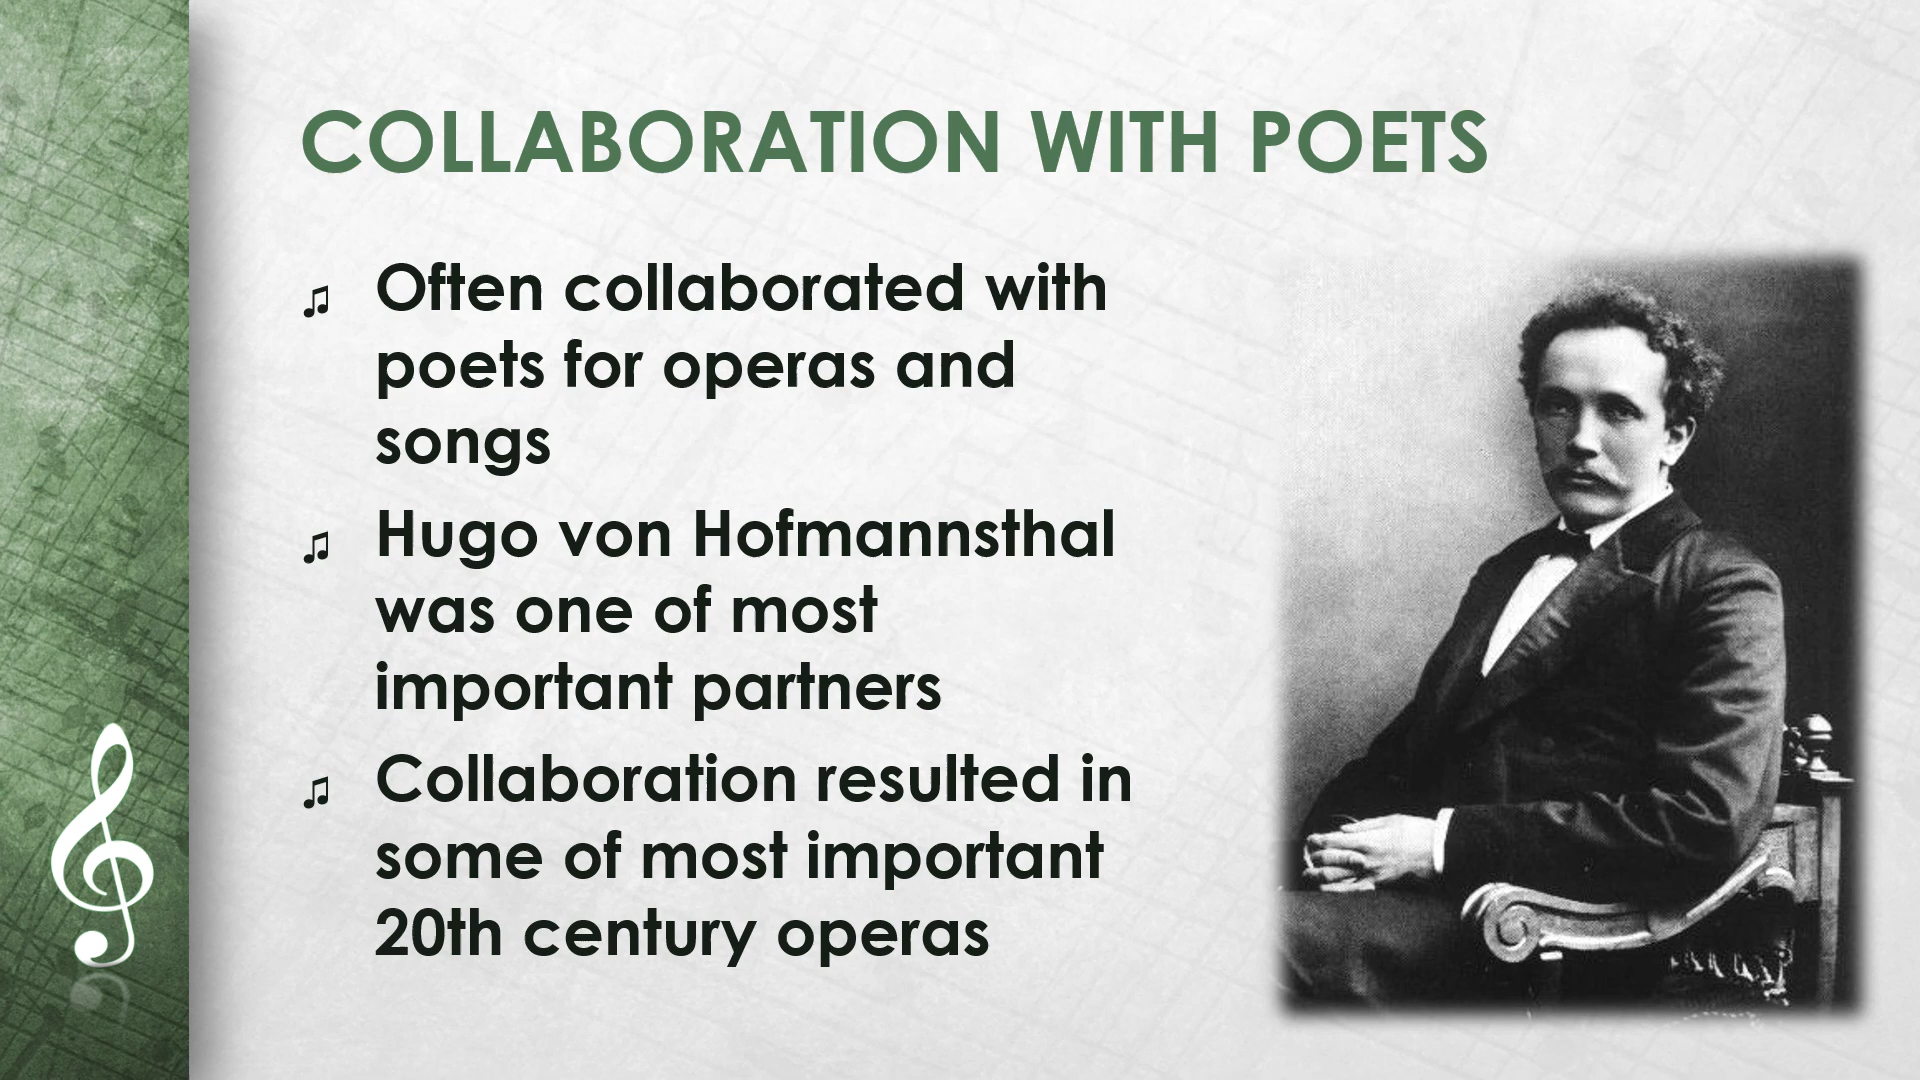 COLLABORATION WITH POETS
♫ Often collaborated with
poets for operas and
songs
♫ Hugo von Hofmannsthal
was one of most
important partners
♫ Collaboration resulted in
some of most important
20th century operas